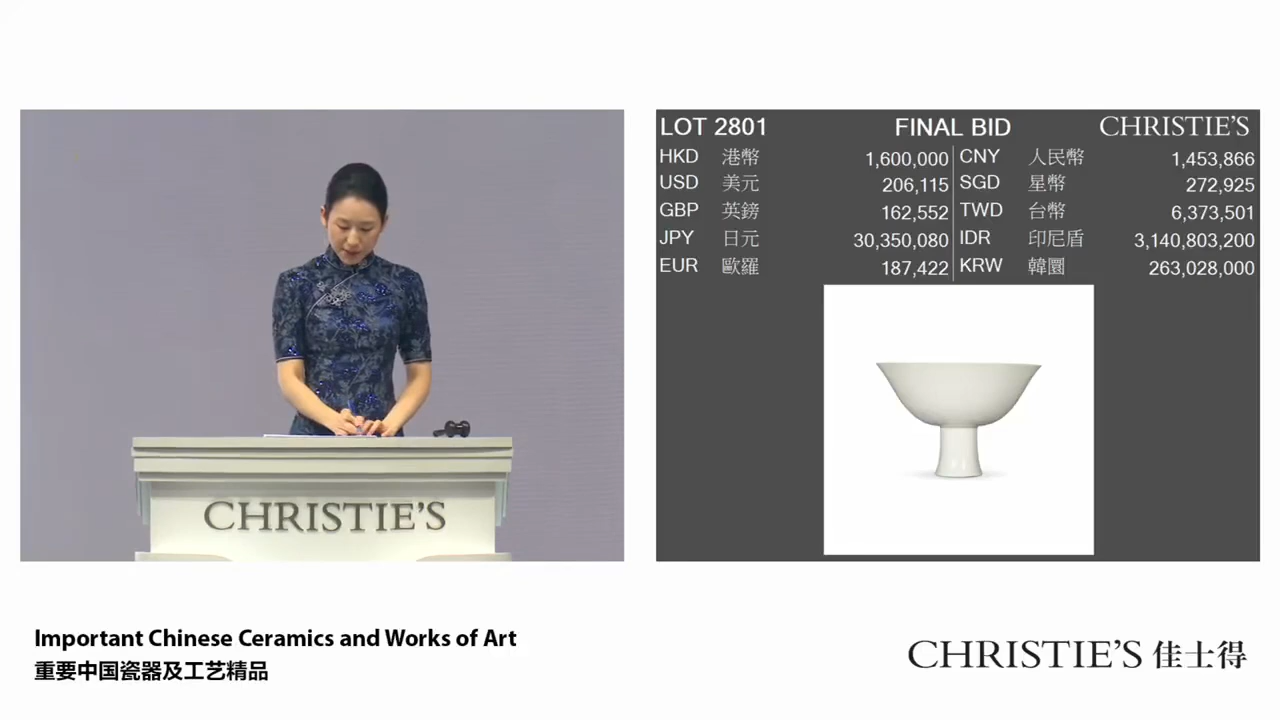 LOT 2801 FINAL BID CHRISTIE'S
HKD 港幣 1,600,000 CNY 人民幣 1,453,866
USD 美元 206,115 SGD 星幣 272,925
GBP 英鎊 162,552 TWD 台幣 6,373,501
JPY 日元 30,350,080 IDR 印尼盾 3,140,803,200
EUR 歐羅 187,422 KRW 韓圜 263,028,000
CHRISTIE'S
Important Chinese Ceramics and Works of Art
重要中国瓷器及工艺精品
CHRISTIE'S 佳士得